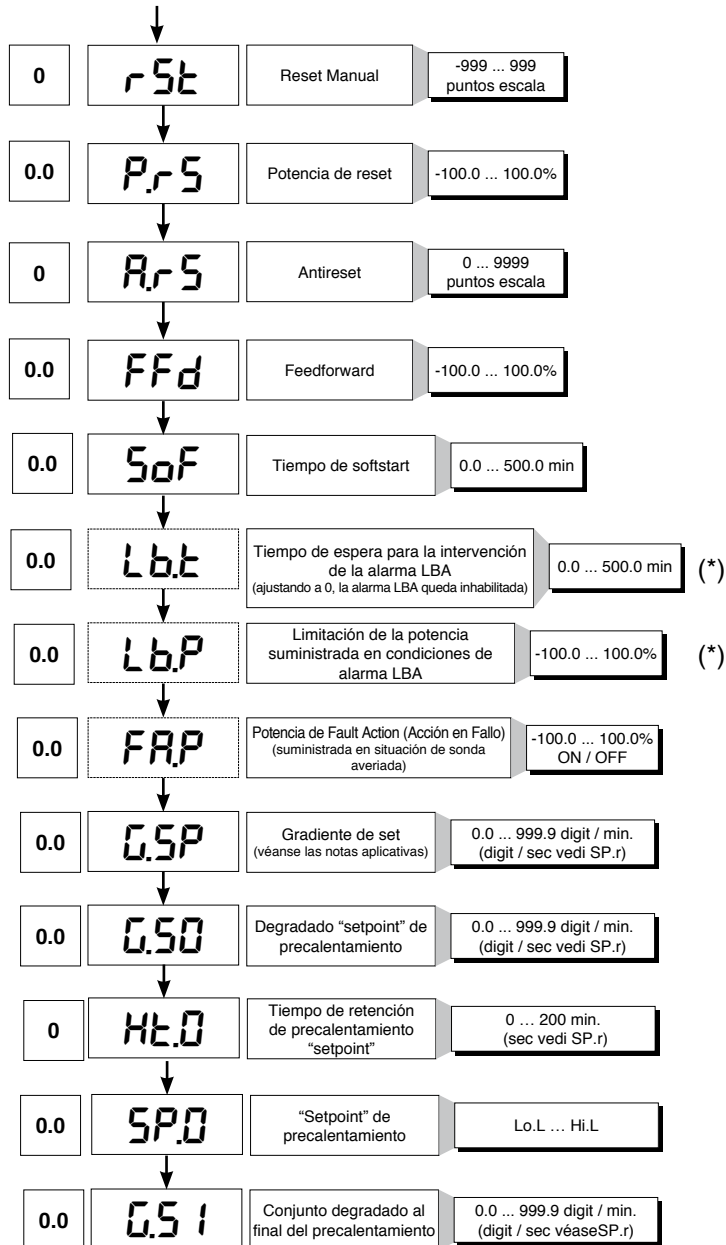 0
rSt
Reset Manual
-999 ... 999
puntos escala
0.0
P.rS
Potencia de reset
-100.0 ... 100.0%
0
A.rS
Antireset
0 ... 9999
puntos escala
0.0
FFd
Feedforward
-100.0 ... 100.0%
0.0
SoF
Tiempo de softstart
0.0 ... 500.0 min
0.0
Lb.t
Tiempo de espera para la intervención
de la alarma LBA
(ajustando a 0, la alarma LBA queda inhabilitada)
0.0 ... 500.0 min
(*)
0.0
Lb.P
Limitación de la potencia
suministrada en condiciones de
alarma LBA
-100.0 ... 100.0%
(*)
0.0
FA.P
Potencia de Fault Action (Acción en Fallo)
(suministrada en situación de sonda
averiada)
-100.0 ... 100.0%
ON / OFF
0.0
G.SP
Gradiente de set
(véanse las notas aplicativas)
0.0 ... 999.9 digit / min.
(digit / sec vedi SP.r)
0.0
G.S0
Degradado “setpoint” de
precalentamiento
0.0 ... 999.9 digit / min.
(digit / sec vedi SP.r)
0
Ht.0
Tiempo de retención
de precalentamiento
“setpoint”
0 … 200 min.
(sec vedi SP.r)
0.0
SP.0
“Setpoint” de
precalentamiento
Lo.L … Hi.L
0.0
G.S1
Conjunto degradado al
final del precalentamiento
0.0 ... 999.9 digit / min.
(digit / sec véaseSP.r)